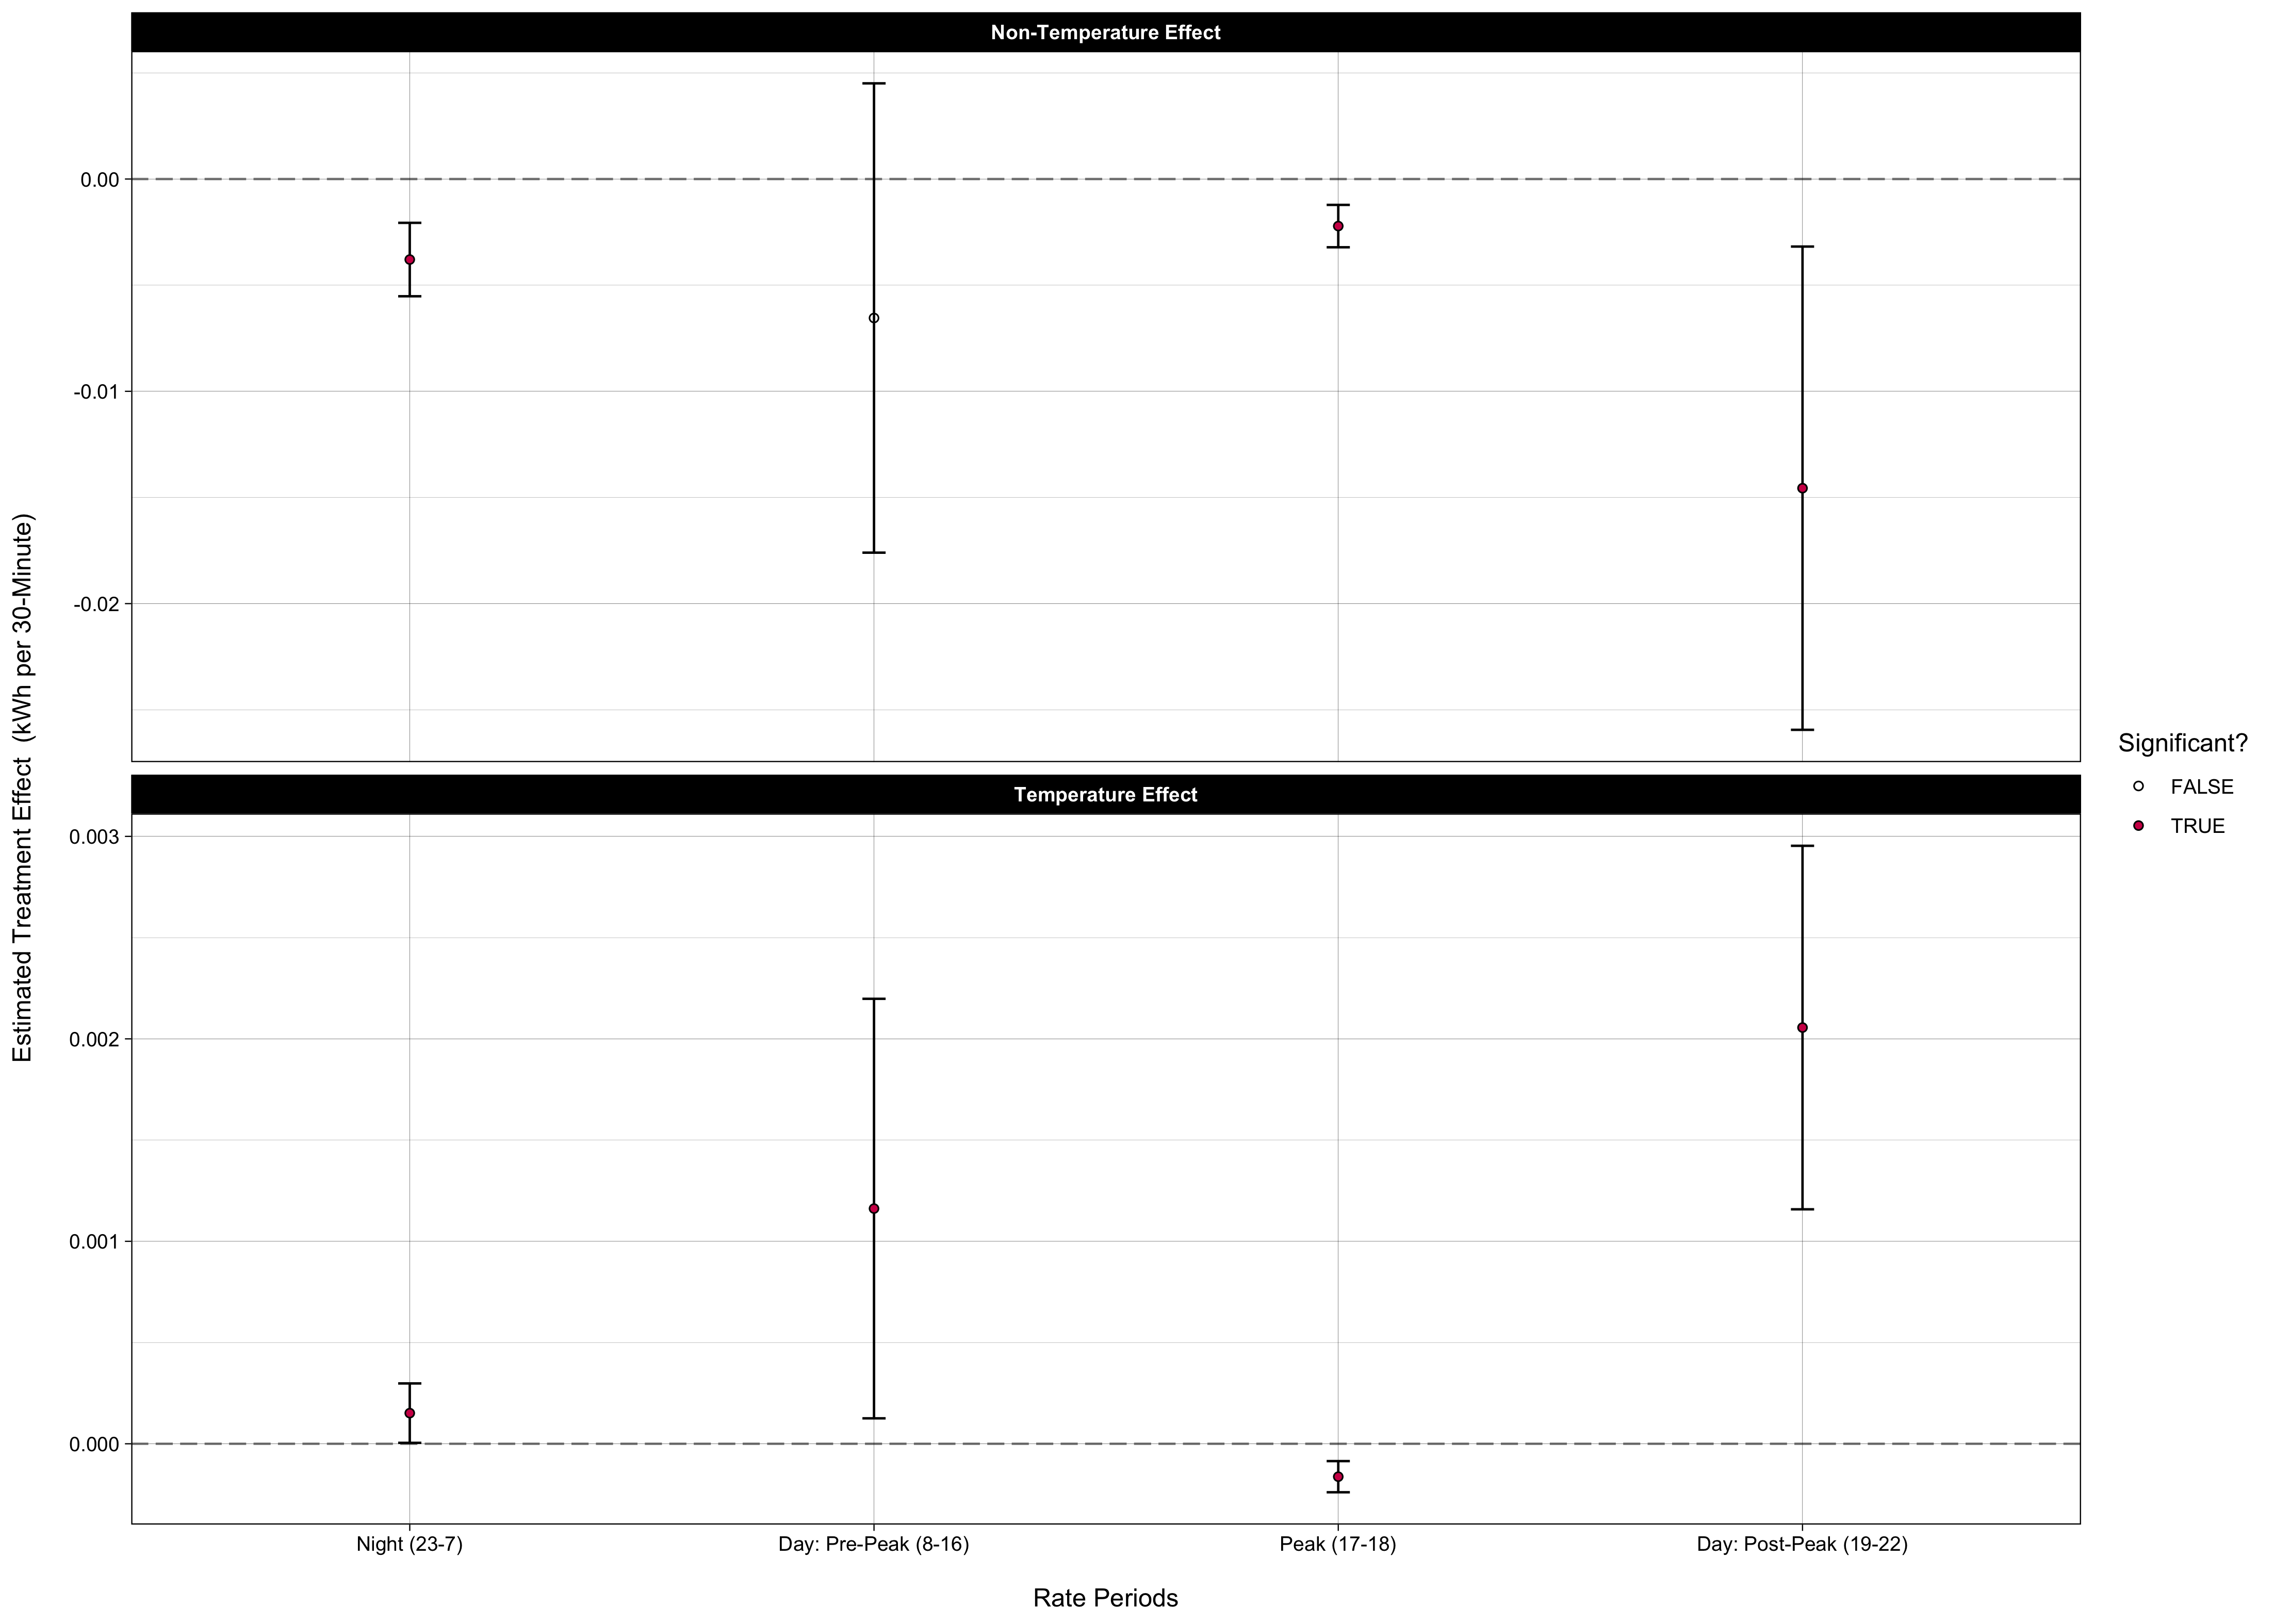 Non-Temperature Effect
0.00
-0.01
-0.02
Temperature Effect
0.003
0.002
0.001
0.000
Estimated Treatment Effect  (kWh per 30-Minute)
Night (23-7)
Day: Pre-Peak (8-16)
Peak (17-18)
Day: Post-Peak (19-22)
Rate Periods
Significant?
FALSE
TRUE